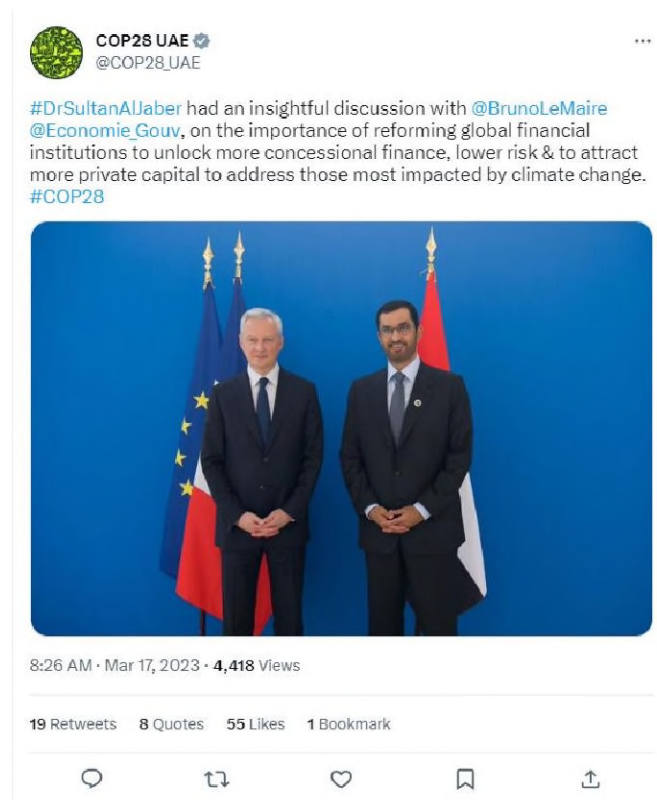 COP28 UAE
@COP28_UAE
#DrSultanAlJaber had an insightful discussion with @BrunoLeMaire
@Economie_Gouv, on the importance of reforming global financial
institutions to unlock more concessional finance, lower risk & to attract
more private capital to address those most impacted by climate change.
#COP28
8:26 AM · Mar 17, 2023 · 4,418 Views
19 Retweets 8 Quotes 55 Likes 1 Bookmark